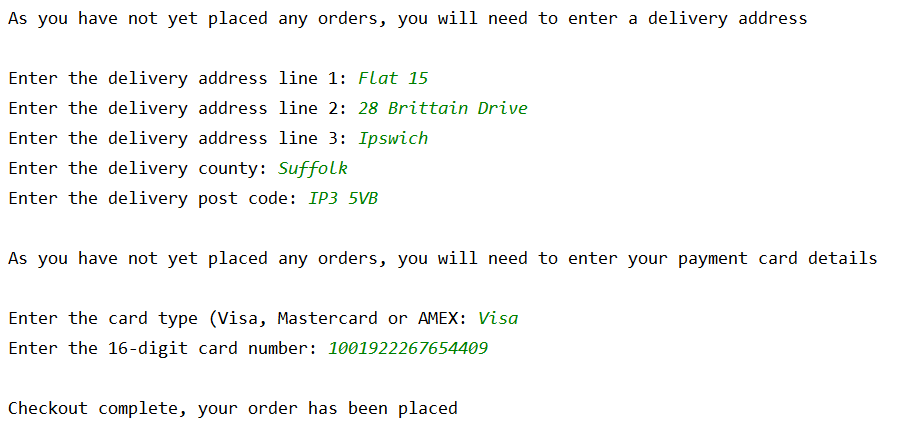 As you have not yet placed any orders, you will need to enter a delivery address
Enter the delivery address line 1: Flat 15
Enter the delivery address line 2: 28 Brittain Drive
Enter the delivery address line 3: Ipswich
Enter the delivery county: Suffolk
Enter the delivery post code: IP3 5VB
As you have not yet placed any orders, you will need to enter your payment card details
Enter the card type (Visa, Mastercard or AMEX: Visa
Enter the 16-digit card number: 1001922267654409
Checkout complete, your order has been placed